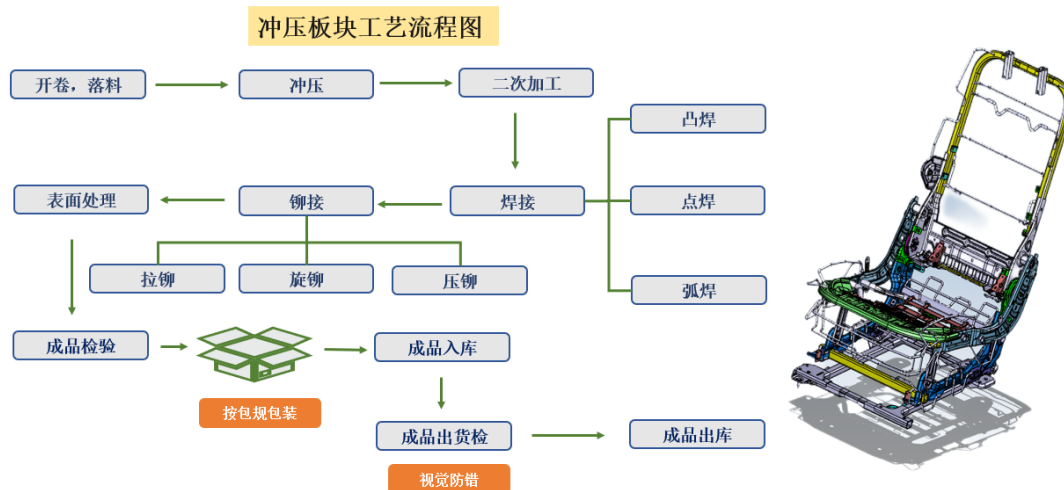 冲压板块工艺流程图
开卷，落料
冲压
二次加工
凸焊
表面处理
铆接
焊接
点焊
拉铆
旋铆
压铆
弧焊
成品检验
成品入库
按包规包装
成品出货检
成品出库
视觉防错